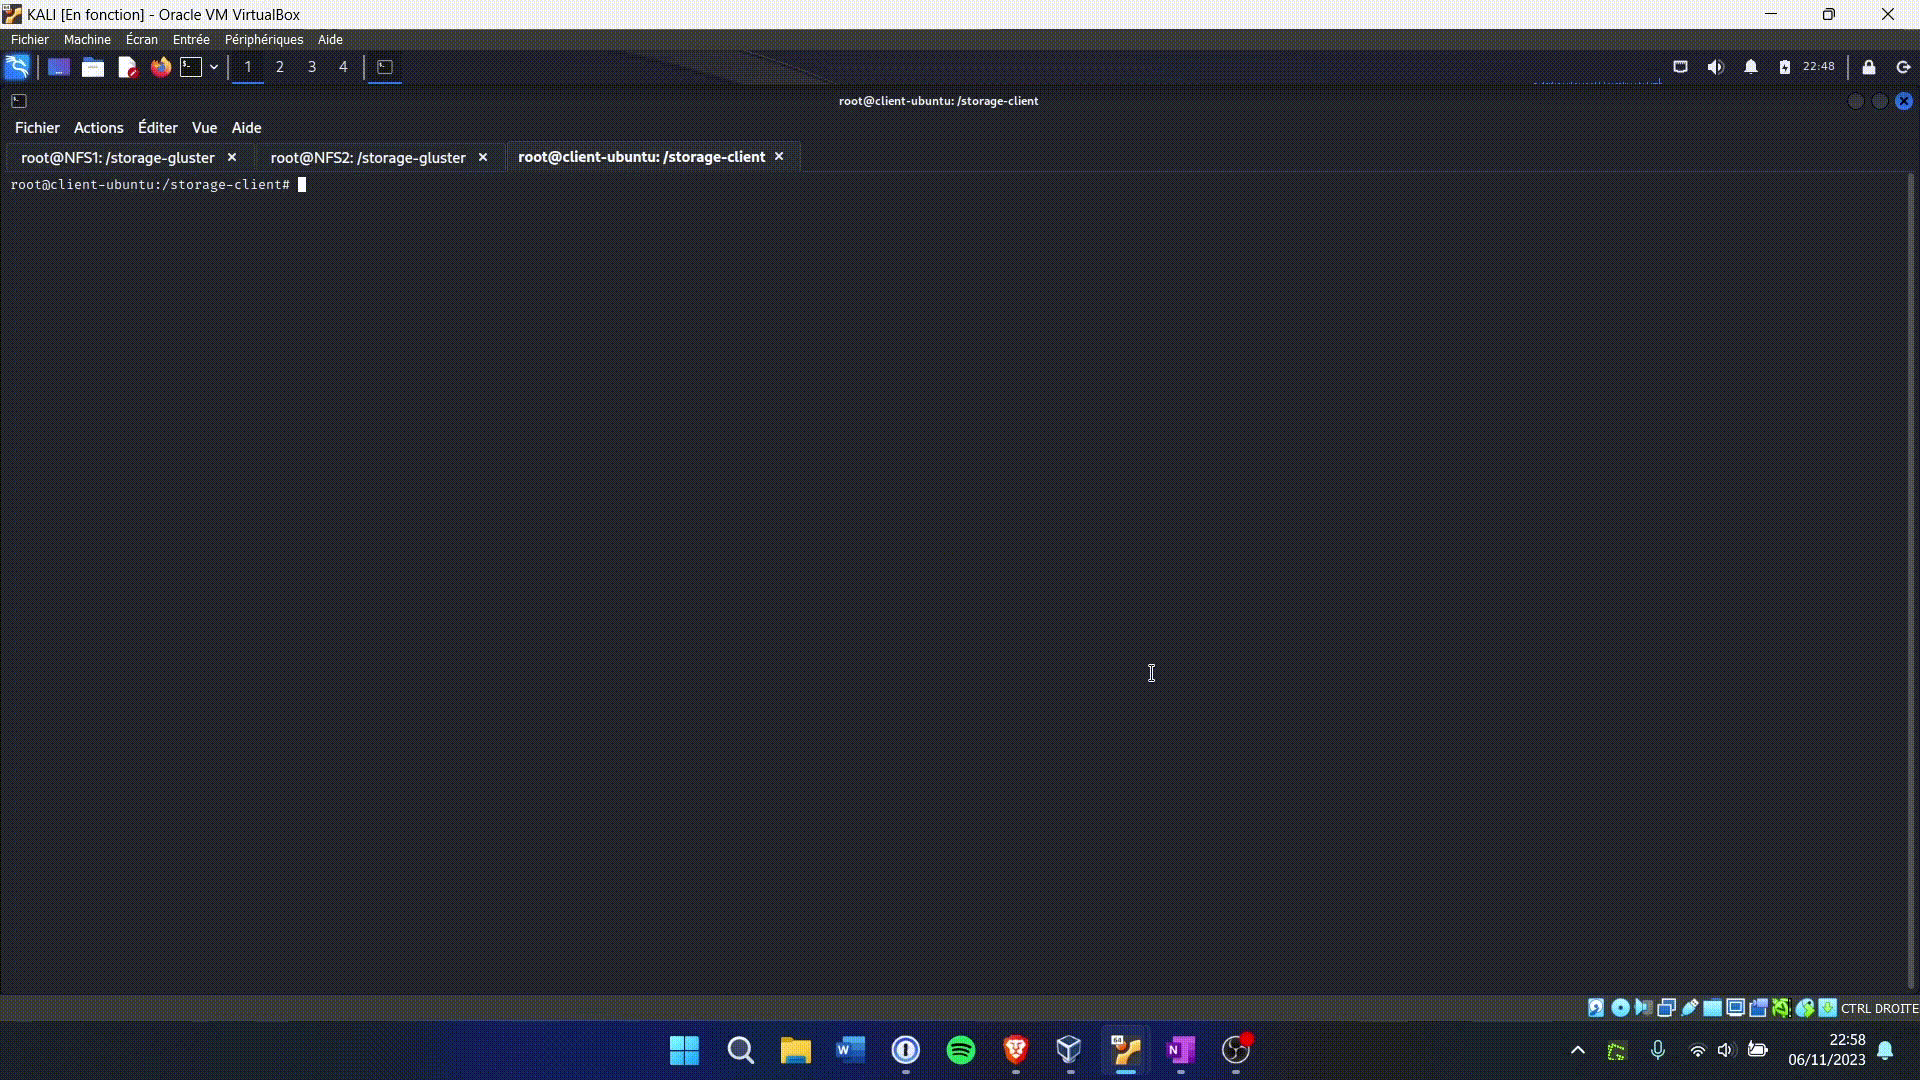 KALI [En fonction] - Oracle VM VirtualBox
Fichier Machine Écran Entrée Périphériques Aide
1 2 3 4 22:48
root@client-ubuntu: /storage-client
Fichier Actions Éditer Vue Aide
root@NFS1: /storage-gluster root@NFS2: /storage-gluster root@client-ubuntu: /storage-client
root@client-ubuntu:/storage-client#
CTRL DROITE
22:58
06/11/2023